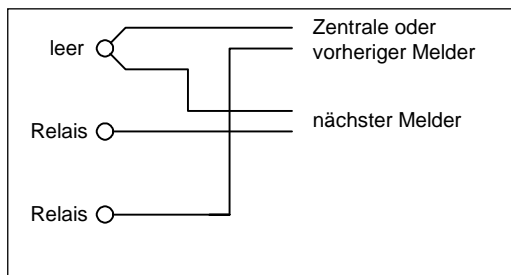 Zentrale oder
leer
vorheriger Melder
nächster Melder
Relais
Relais